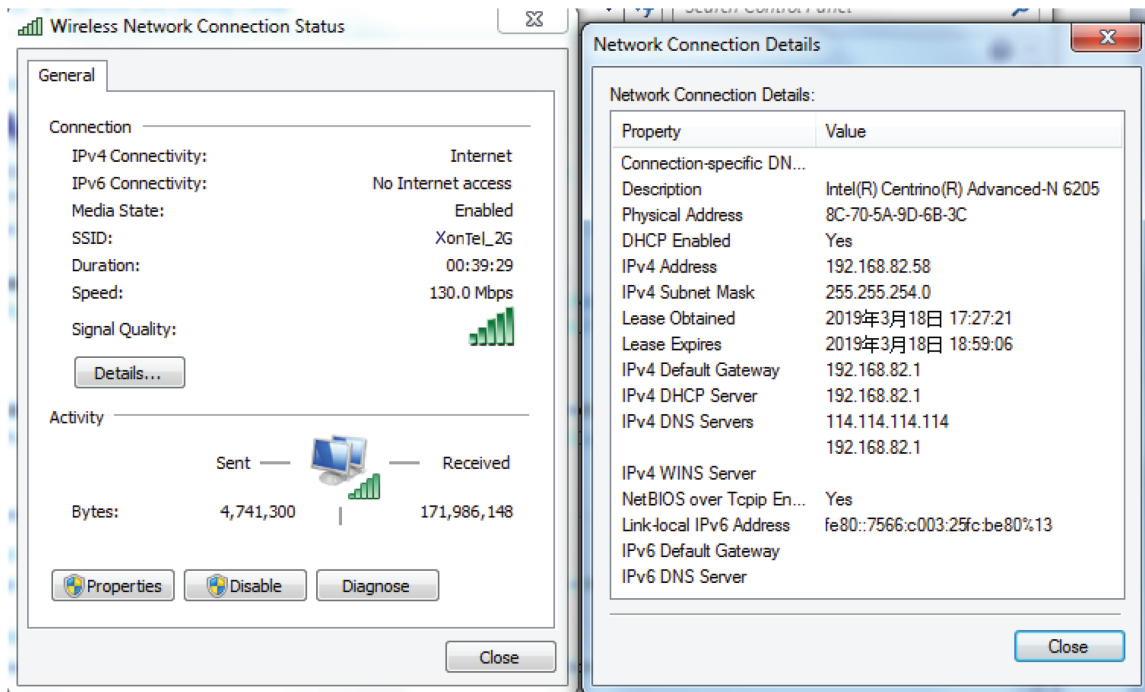 Search Control Panel
Wireless Network Connection Status
General
Connection
IPv4 Connectivity: Internet
IPv6 Connectivity: No Internet access
Media State: Enabled
SSID: XonTel_2G
Duration: 00:39:29
Speed: 130.0 Mbps
Signal Quality:
Details...
Activity
Sent Received
Bytes: 4,741,300 171,986,148
Properties Disable Diagnose
Close
Network Connection Details
Network Connection Details:
Property Value
Connection-specific DN...
Description Intel(R) Centrino(R) Advanced-N 6205
Physical Address 8C-70-5A-9D-6B-3C
DHCP Enabled Yes
IPv4 Address 192.168.82.58
IPv4 Subnet Mask 255.255.254.0
Lease Obtained 2019年3月18日 17:27:21
Lease Expires 2019年3月18日 18:59:06
IPv4 Default Gateway 192.168.82.1
IPv4 DHCP Server 192.168.82.1
IPv4 DNS Servers 114.114.114.114
192.168.82.1
IPv4 WINS Server
NetBIOS over Tcpip En... Yes
Link-local IPv6 Address fe80::7566:c003:25fc:be80%13
IPv6 Default Gateway
IPv6 DNS Server
Close